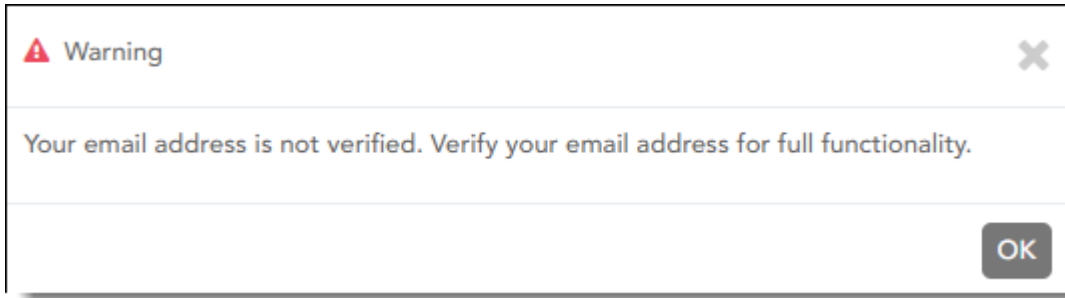 Warning
Your email address is not verified. Verify your email address for full functionality.
OK